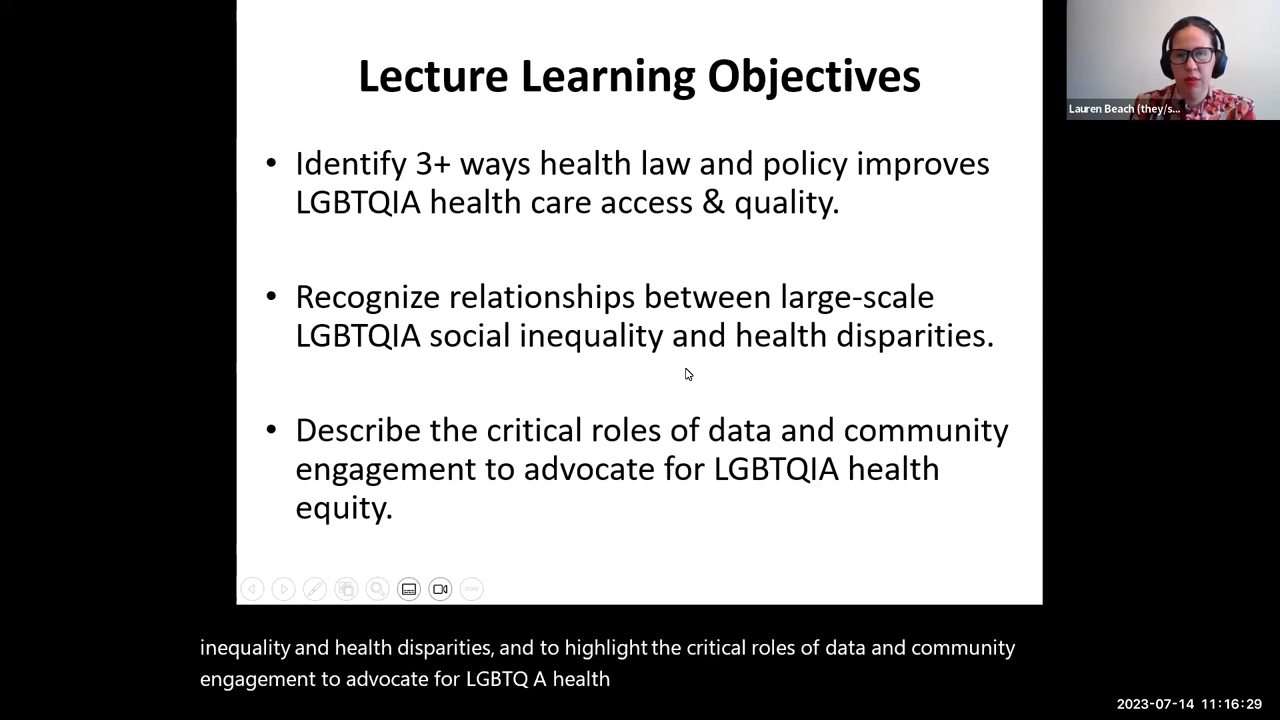 Lecture Learning Objectives
• Identify 3+ ways health law and policy improves
LGBTQIA health care access & quality.
• Recognize relationships between large-scale
LGBTQIA social inequality and health disparities.
• Describe the critical roles of data and community
engagement to advocate for LGBTQIA health
equity.
Lauren Beach (they/s...
inequality and health disparities, and to highlight the critical roles of data and community
engagement to advocate for LGBTQ A health
2023-07-14 11:16:29